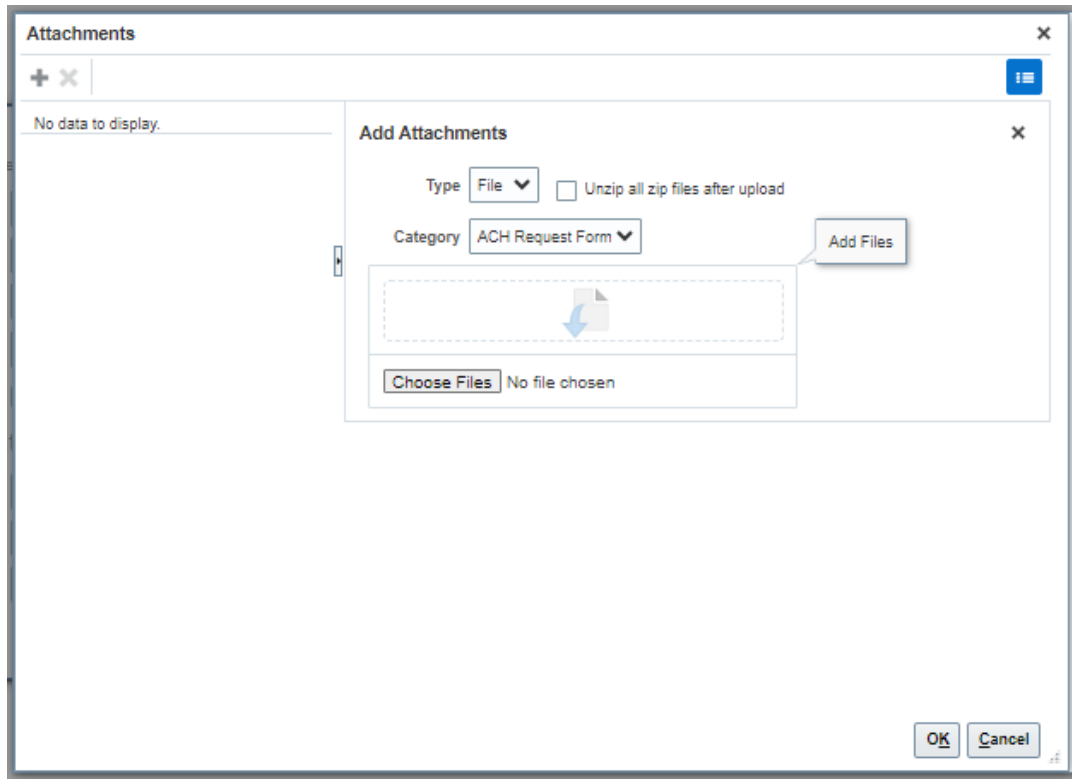 Attachments
No data to display.
Add Attachments
Type File Unzip all zip files after upload
Category ACH Request Form
Add Files
Choose Files No file chosen
OK Cancel